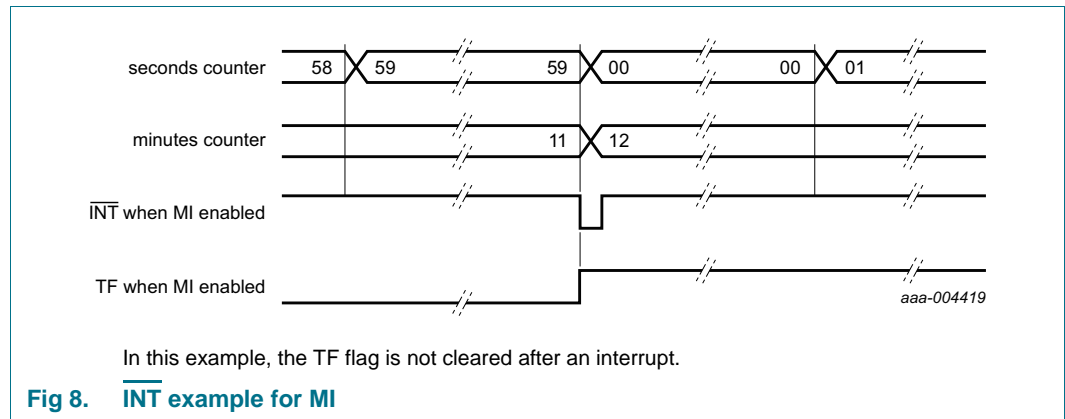 seconds counter 58 59 59 00 00 01
minutes counter 11 12
INT when MI enabled
TF when MI enabled
aaa-004419
In this example, the TF flag is not cleared after an interrupt.
Fig 8. INT example for MI